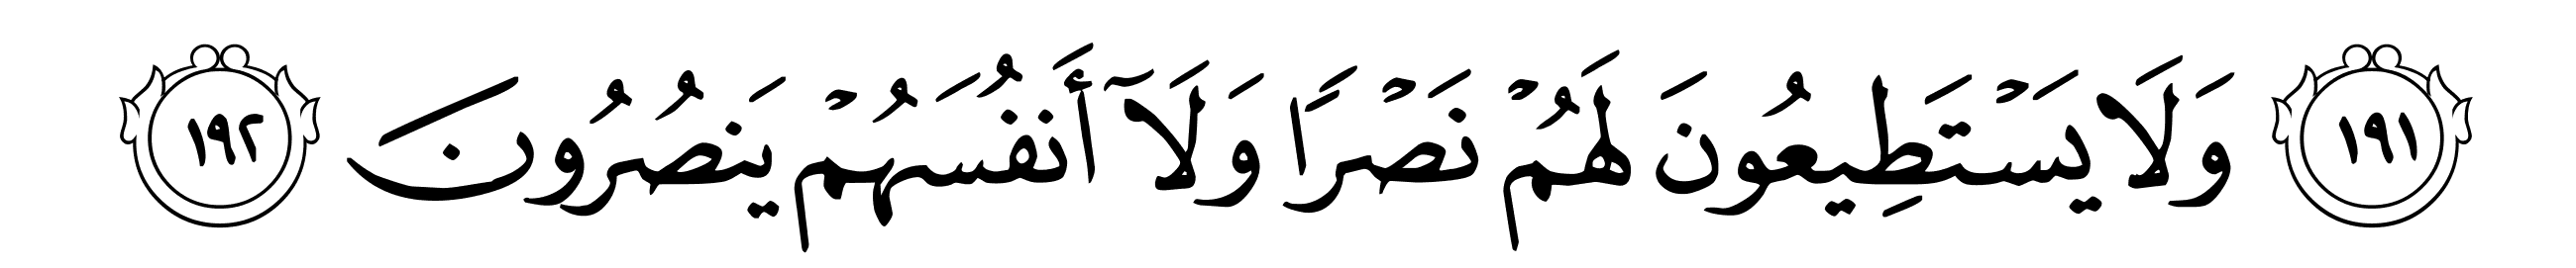 ١٩١ وَلَا يَسْتَطِيعُونَ لَهُمْ نَصْرًا وَلَآ أَنفُسَهُمْ يَنصُرُونَ ١٩٢